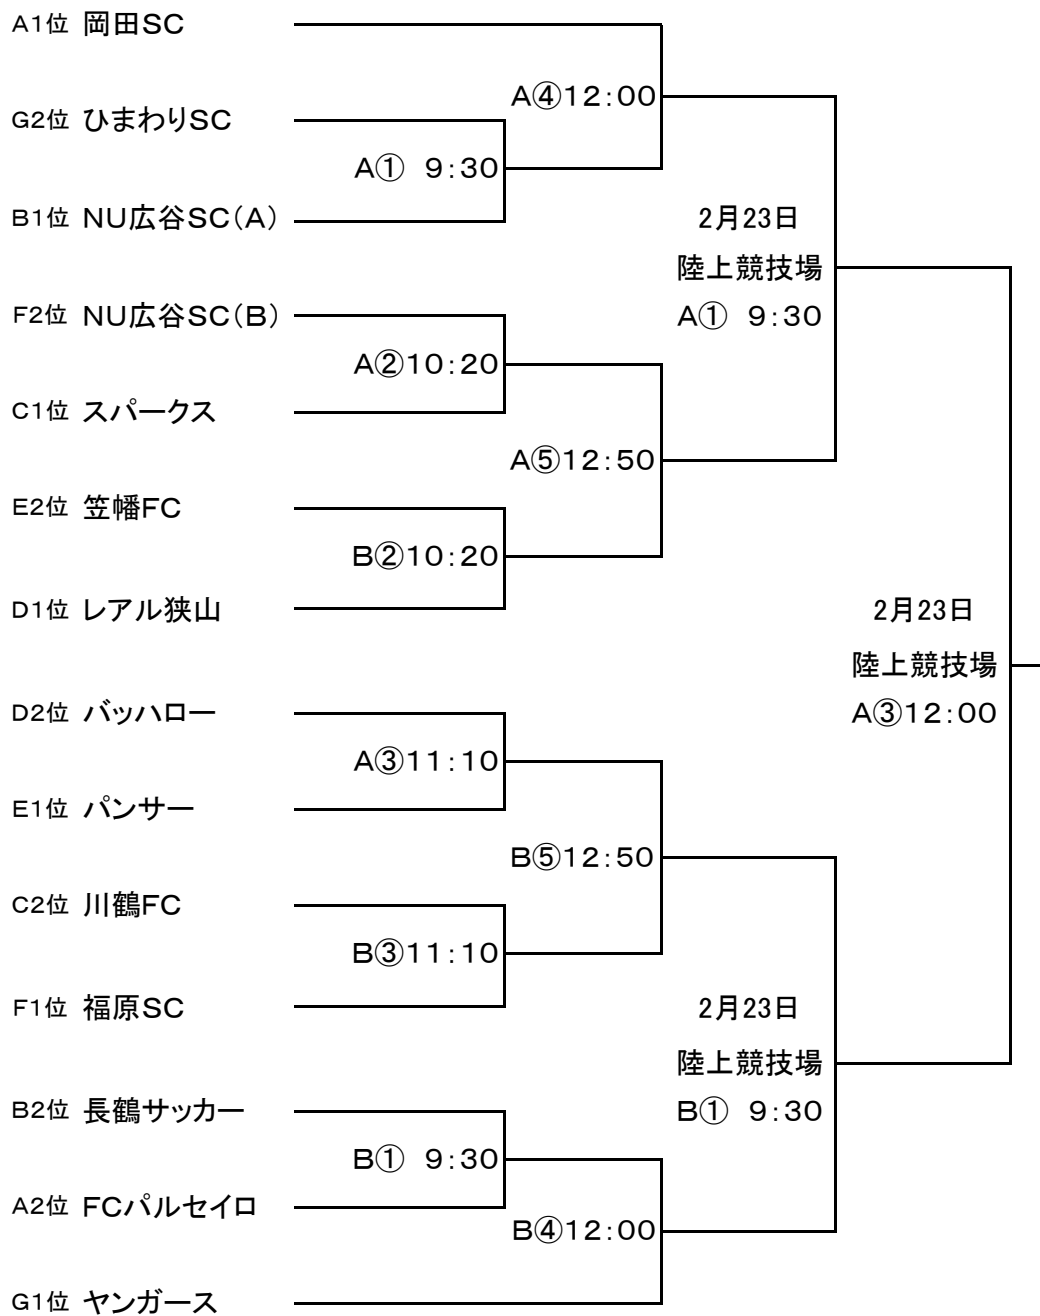 A1位 岡田SC
A④12:00
G2位 ひまわりSC
A① 9:30
B1位 NU広谷SC(A)
2月23日
陸上競技場
A① 9:30
F2位 NU広谷SC(B)
A②10:20
C1位 スパークス
A⑤12:50
E2位 笠幡FC
B②10:20
D1位 レアル狭山
2月23日
陸上競技場
A③12:00
D2位 バッハロー
A③11:10
E1位 パンサー
B⑤12:50
C2位 川鶴FC
B③11:10
F1位 福原SC
2月23日
陸上競技場
B① 9:30
B2位 長鶴サッカー
B① 9:30
A2位 FCパルセイロ
B④12:00
G1位 ヤンガース